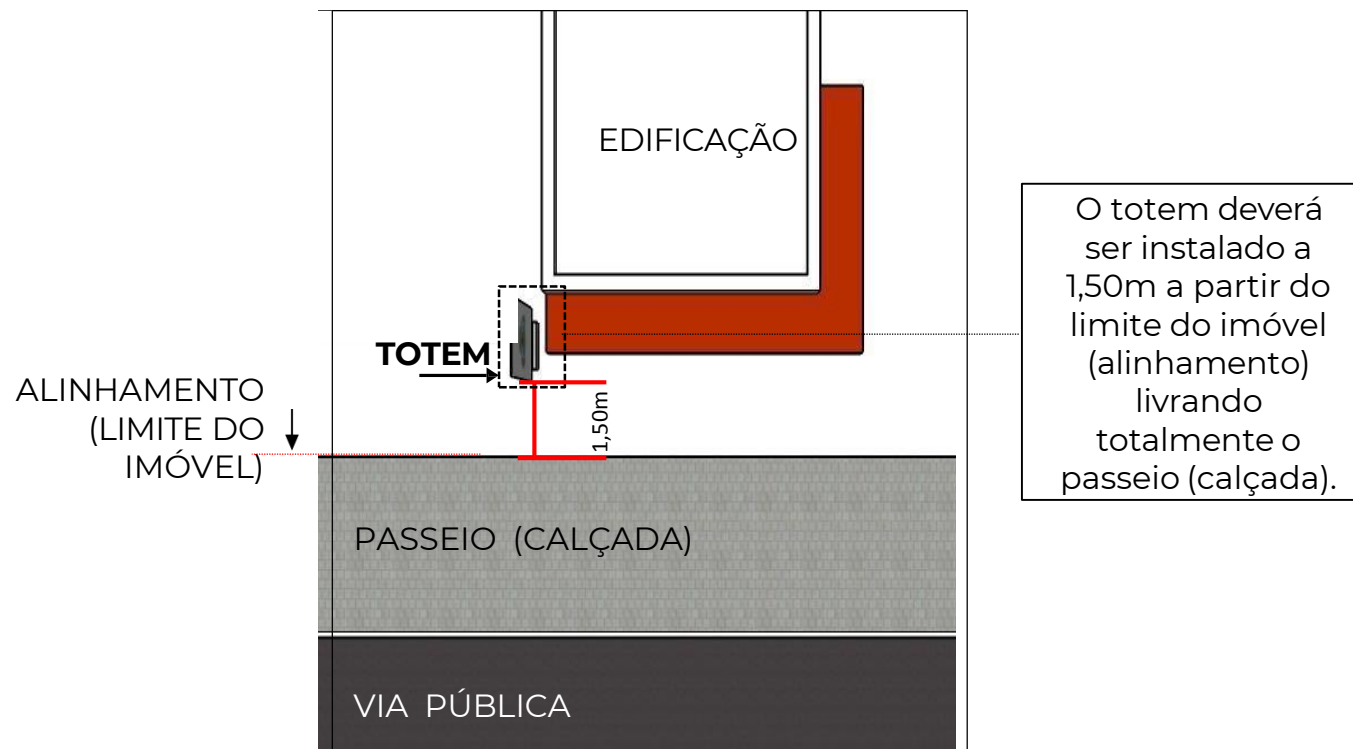 EDIFICAÇÃO
O totem deverá
ser instalado a
1,50m a partir do
limite do imóvel
(alinhamento)
livrando
totalmente o
passeio (calçada).
TOTEM
ALINHAMENTO
(LIMITE DO
IMÓVEL)
1,50m
PASSEIO (CALÇADA)
VIA PÚBLICA